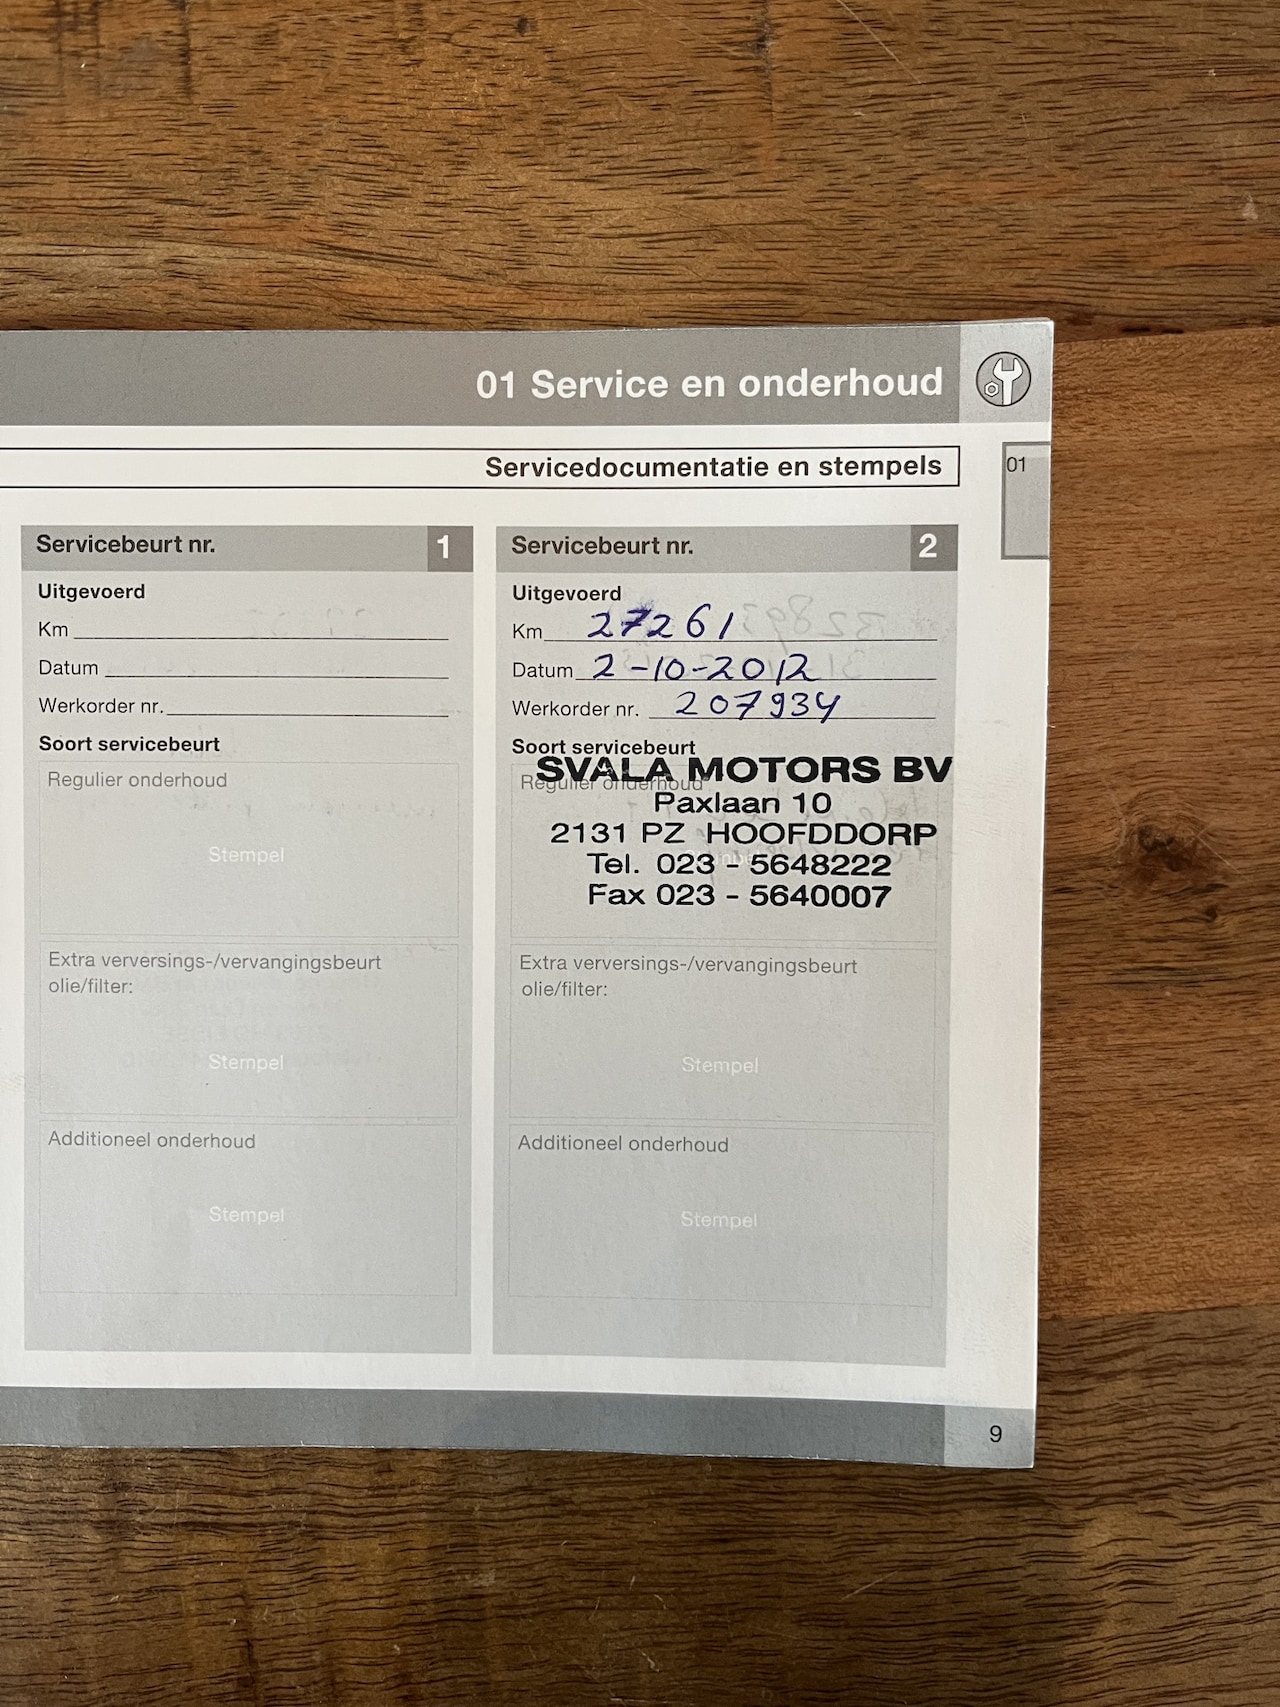 01 Service en onderhoud
Servicedocumentatie en stempels
01
Servicebeurt nr. 1
Uitgevoerd
Km
Datum
Werkorder nr.
Soort servicebeurt
Regulier onderhoud
Stempel
Extra verversings-/vervangingsbeurt
olie/filter:
Stempel
Additioneel onderhoud
Stempel
Servicebeurt nr. 2
Uitgevoerd
Km 27261
Datum 2-10-2012
Werkorder nr. 207934
Soort servicebeurt
SVALA MOTORS BV
Regulier onderhoud
Paxlaan 10
2131 PZ HOOFDDORP
Tel. 023 - 5648222
Fax 023 - 5640007
Extra verversings-/vervangingsbeurt
olie/filter:
Stempel
Additioneel onderhoud
Stempel
9